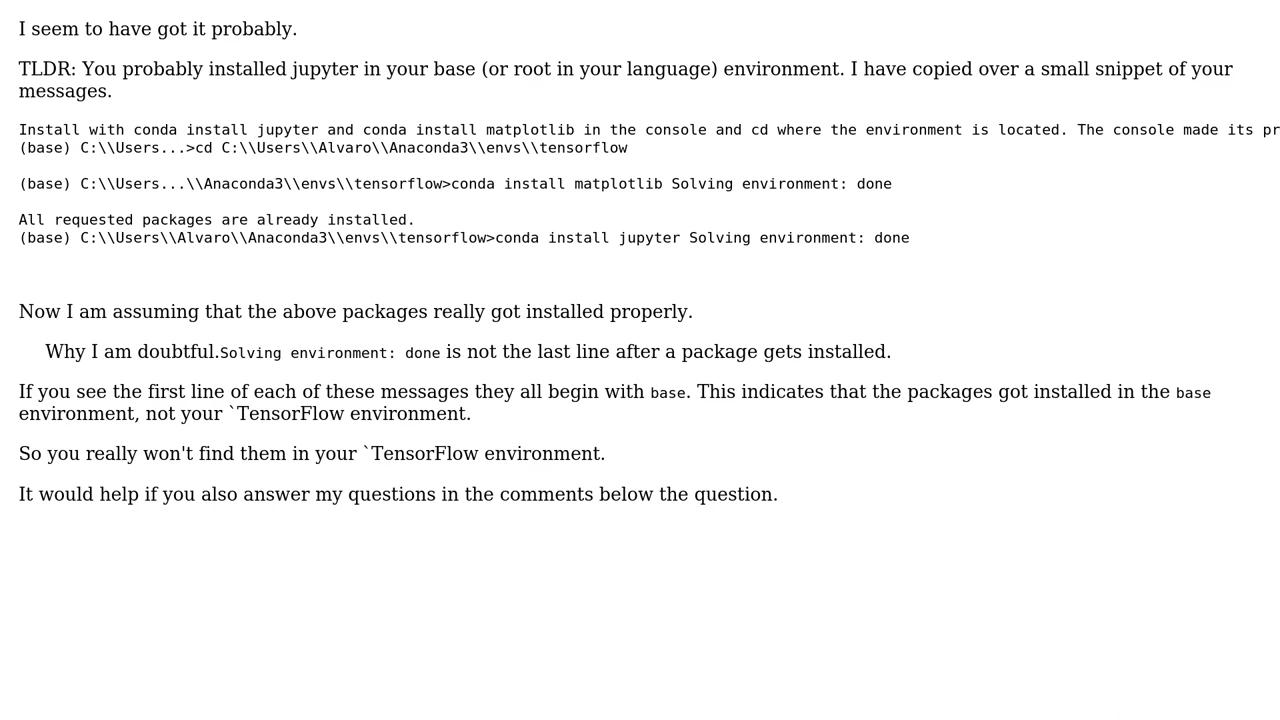 I seem to have got it probably.
TLDR: You probably installed jupyter in your base (or root in your language) environment. I have copied over a small snippet of your
messages.
Install with conda install jupyter and conda install matplotlib in the console and cd where the environment is located. The console made its pr
(base) C:\\Users...>cd C:\\Users\\Alvaro\\Anaconda3\\envs\\tensorflow
(base) C:\\Users...\\Anaconda3\\envs\\tensorflow>conda install matplotlib Solving environment: done
All requested packages are already installed.
(base) C:\\Users\\Alvaro\\Anaconda3\\envs\\tensorflow>conda install jupyter Solving environment: done
Now I am assuming that the above packages really got installed properly.
Why I am doubtful.Solving environment: done is not the last line after a package gets installed.
If you see the first line of each of these messages they all begin with base. This indicates that the packages got installed in the base
environment, not your `TensorFlow environment.
So you really won't find them in your `TensorFlow environment.
It would help if you also answer my questions in the comments below the question.